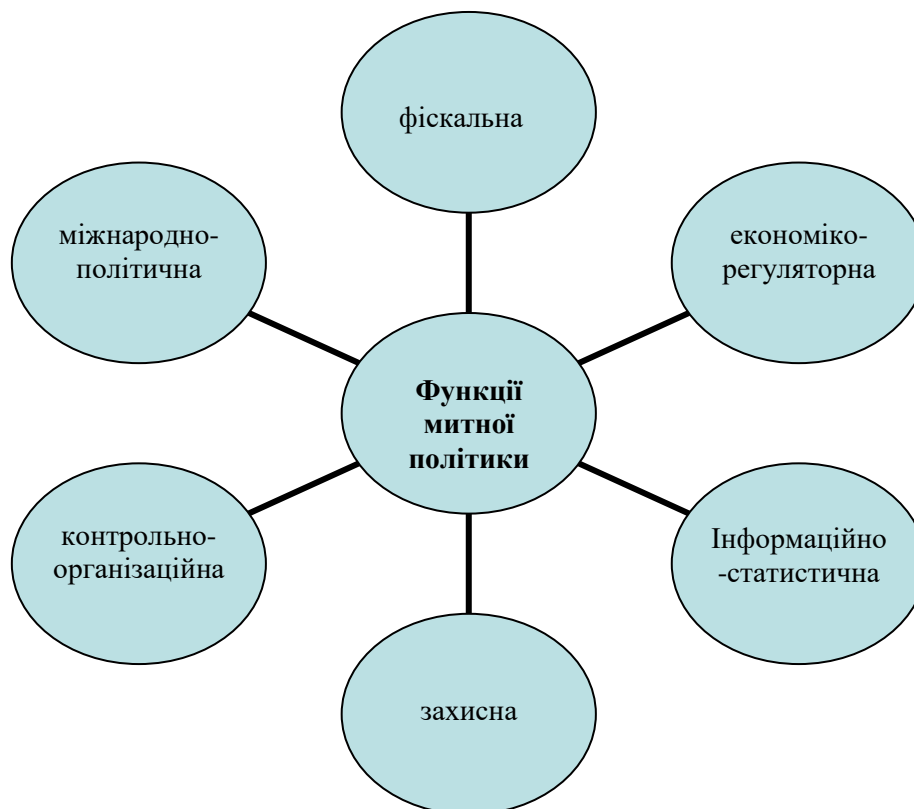 фіскальна
міжнародно-
політична
економіко-
регуляторна
Функції
митної
політики
контрольно-
організаційна
Інформаційно
-статистична
захисна